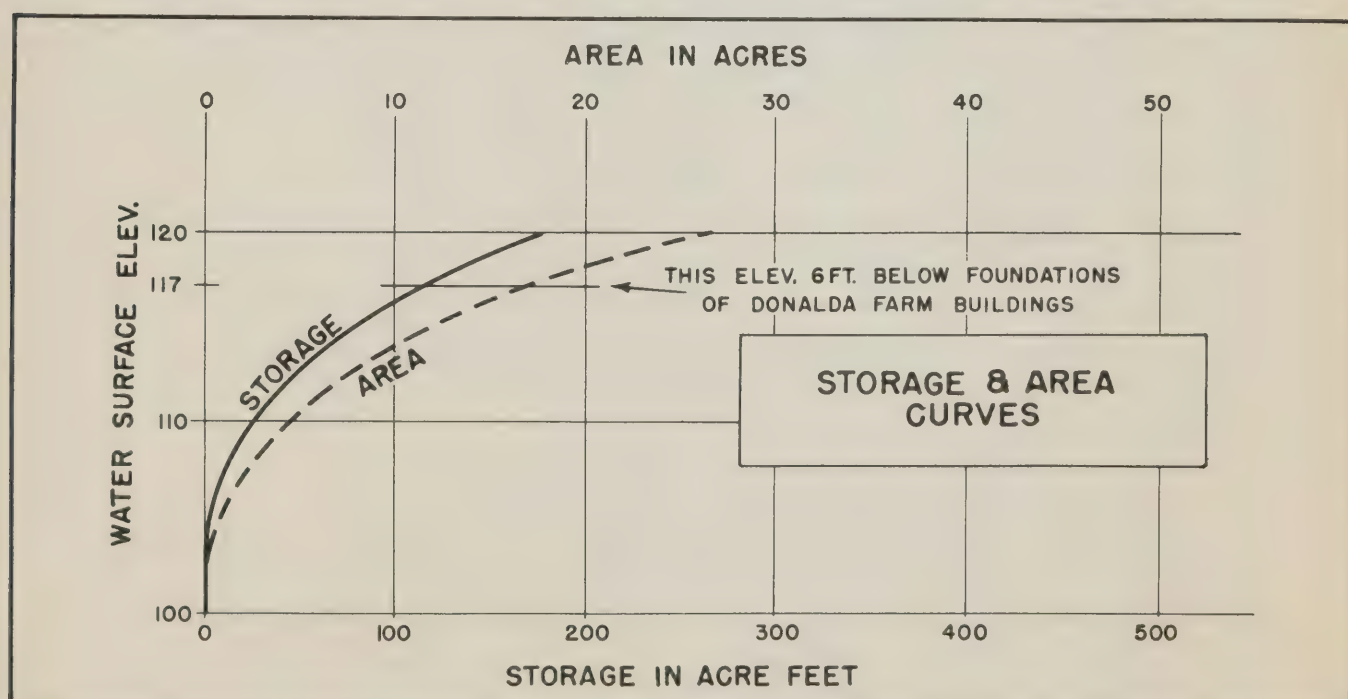 AREA IN ACRES
0 10 20 30 40 50
WATER SURFACE ELEV.
120
117
110
100
STORAGE
AREA
THIS ELEV. 6FT. BELOW FOUNDATIONS
OF DONALDA FARM BUILDINGS
STORAGE & AREA
CURVES
0 100 200 300 400 500
STORAGE IN ACRE FEET